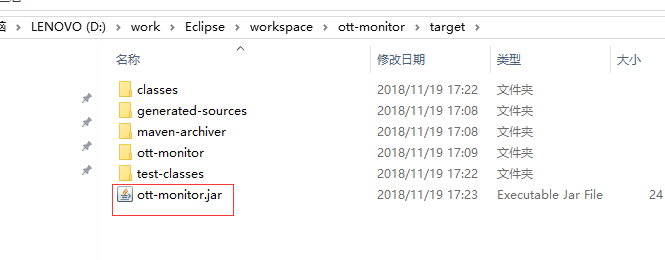 LENOVO (D:) › work › Eclipse › workspace › ott-monitor › target ›
名称 修改日期 类型 大小
classes 2018/11/19 17:22 文件夹
generated-sources 2018/11/19 17:08 文件夹
maven-archiver 2018/11/19 17:08 文件夹
ott-monitor 2018/11/19 17:09 文件夹
test-classes 2018/11/19 17:22 文件夹
ott-monitor.jar 2018/11/19 17:23 Executable Jar File 24